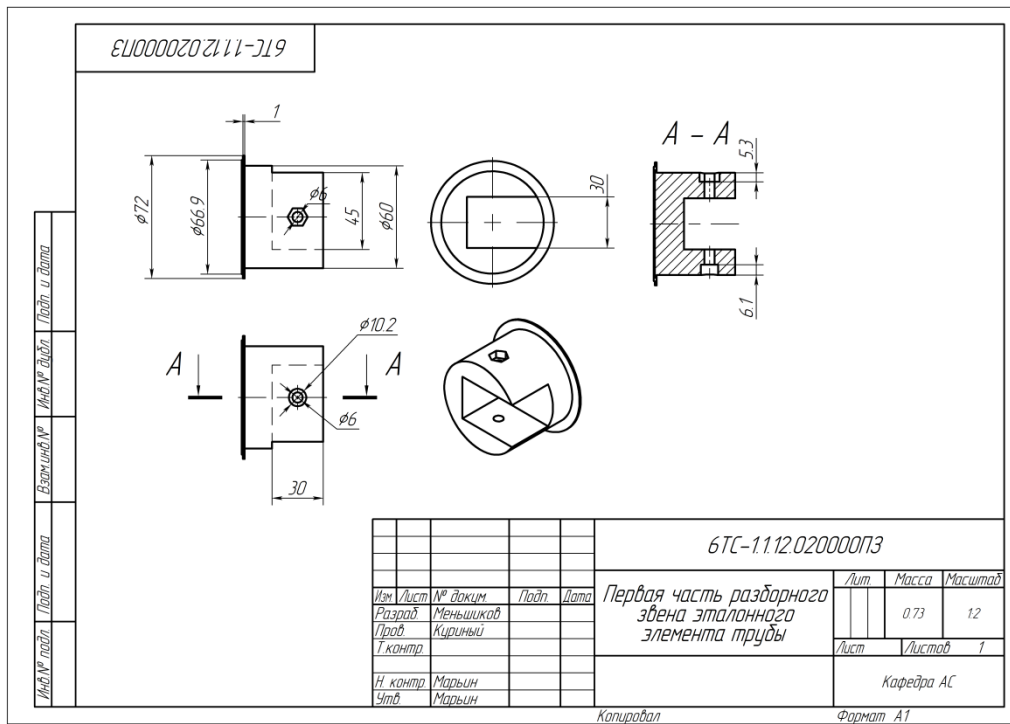 6ТС-1.1.12.020000ПЗ
1
А - А
5.3
⌀72
⌀66.9
⌀6
45
⌀60
30
6.1
А
А
⌀10.2
⌀6
30
Подп. и дата
Инв.№ дубл.
Взам.инв.№
Подп. и дата
Инв.№ подл.
6ТС-1.1.12.020000ПЗ
Изм. Лист № докум. Подп. Дата
Разраб. Меньшиков
Пров. Куриный
Т.контр.
Н. контр. Марьин
Утв. Марьин
Первая часть разборного
звена эталонного
элемента трубы
Лит. Масса Масштаб
0.73 1:2
Лист Листов 1
Кафедра АС
Копировал Формат А1